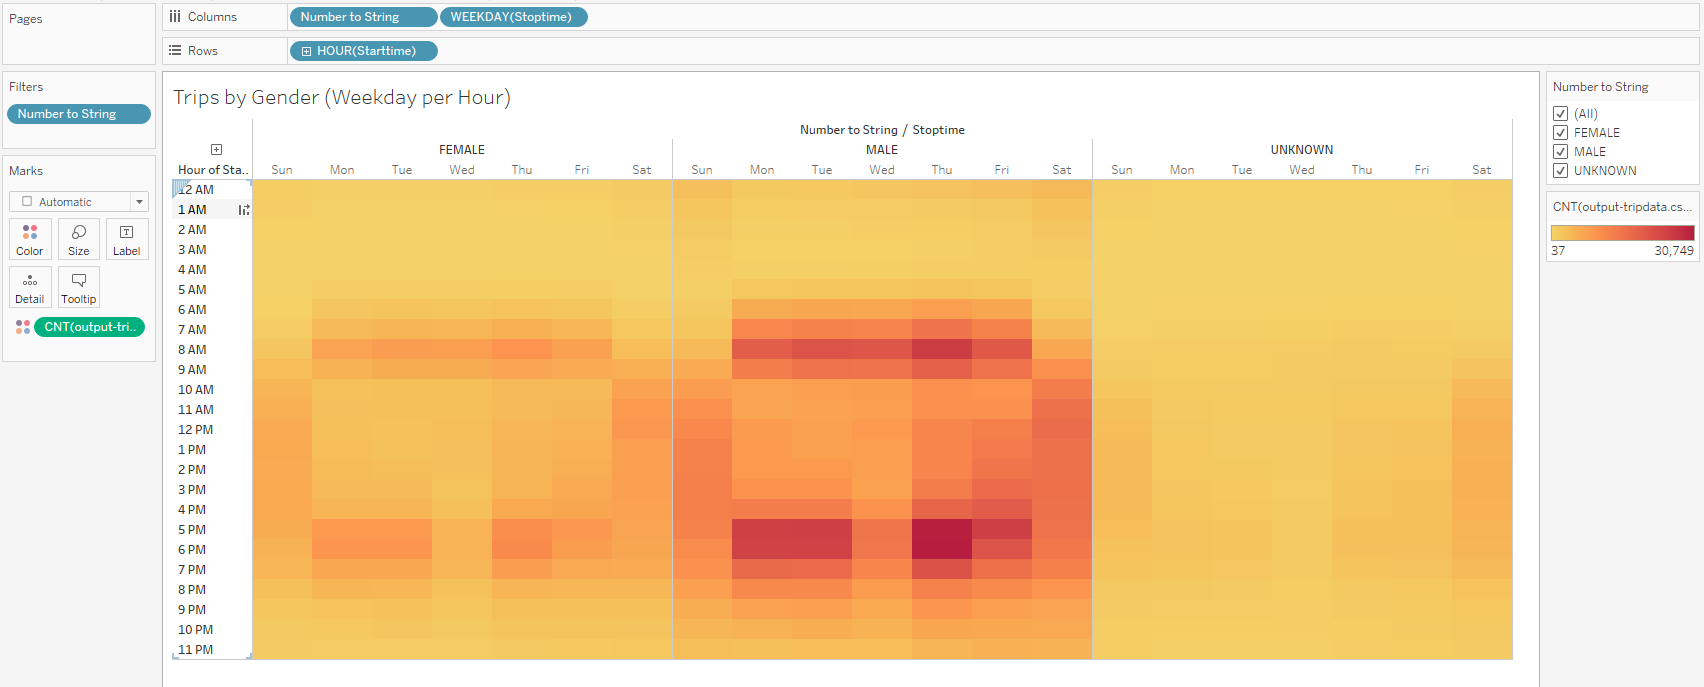 Pages
Columns
Number to String
WEEKDAY(Stoptime)
Rows
HOUR(Starttime)
Filters
Number to String
Marks
Automatic
Color
Size
Label
Detail
Tooltip
CNT(output-tri..
Trips by Gender (Weekday per Hour)
Number to String / Stoptime
FEMALE
MALE
UNKNOWN
Hour of Sta..
Sun Mon Tue Wed Thu Fri Sat
Sun Mon Tue Wed Thu Fri Sat
Sun Mon Tue Wed Thu Fri Sat
12 AM
1 AM
2 AM
3 AM
4 AM
5 AM
6 AM
7 AM
8 AM
9 AM
10 AM
11 AM
12 PM
1 PM
2 PM
3 PM
4 PM
5 PM
6 PM
7 PM
8 PM
9 PM
10 PM
11 PM
Number to String
(All)
FEMALE
MALE
UNKNOWN
CNT(output-tripdata.cs...
37
30,749